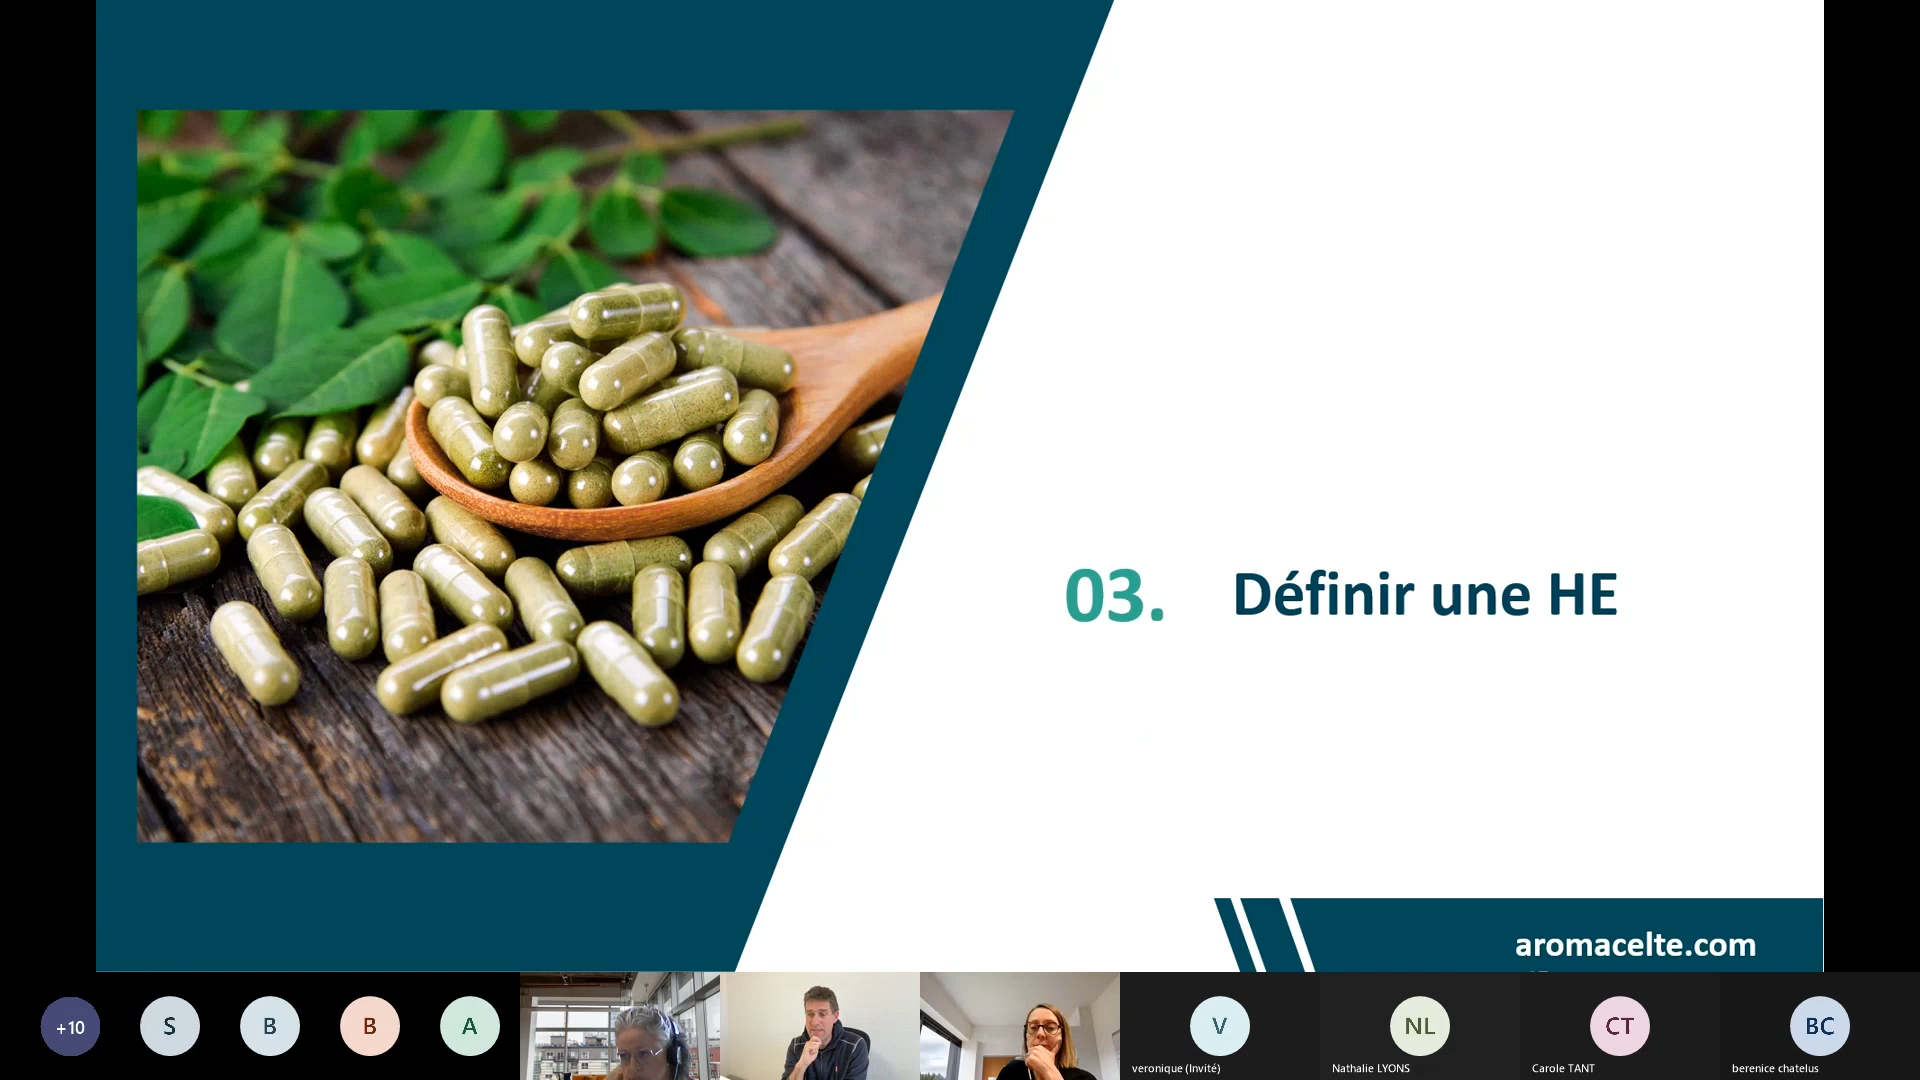 03. Définir une HE
aromacelte.com
+10
S
B
B
A
V
NL
CT
BC
veronique (Invité)
Nathalie LYONS
Carole TANT
berenice chatelus